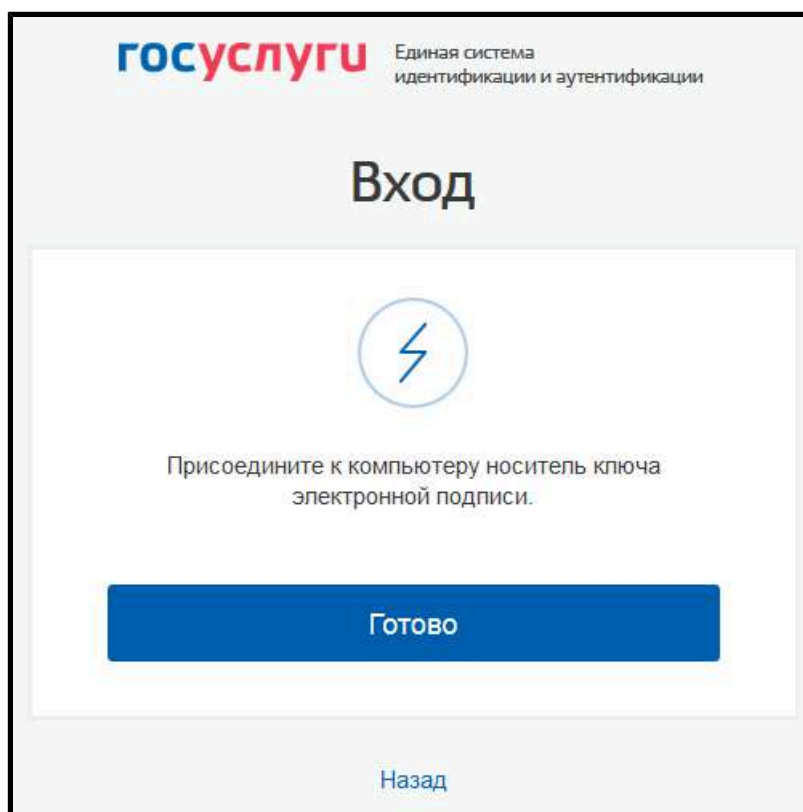 госуслуги
Единая система
идентификации и аутентификации
Вход
Присоедините к компьютеру носитель ключа
электронной подписи.
Готово
Назад